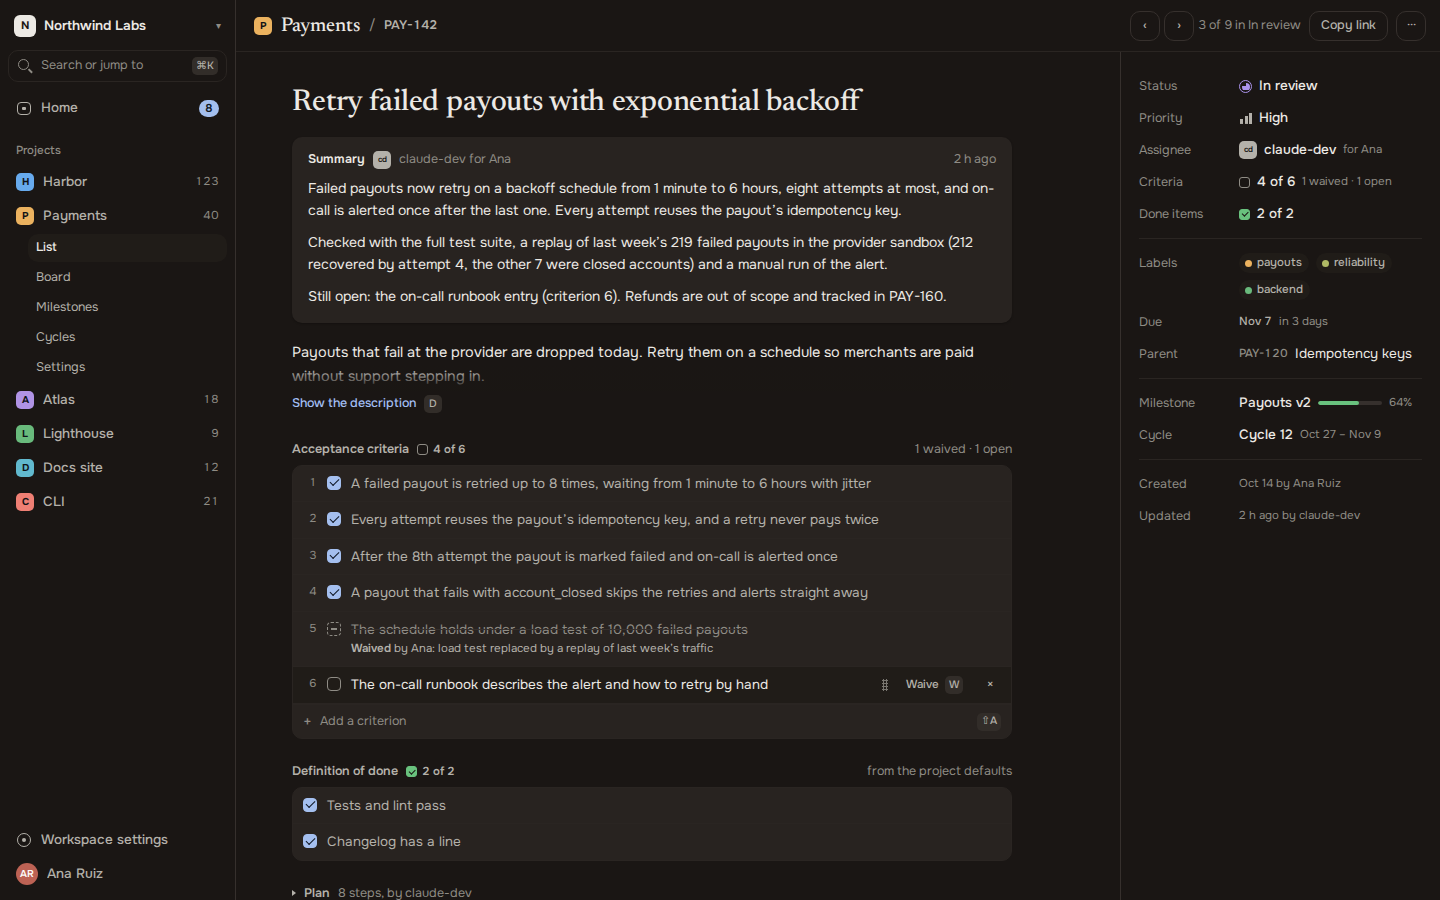 N Northwind Labs
Search or jump to ⌘K
Home 8
Projects
H Harbor 123
P Payments 40
List
Board
Milestones
Cycles
Settings
A Atlas 18
L Lighthouse 9
D Docs site 12
C CLI 21
Workspace settings
AR Ana Ruiz
P Payments / PAY-142
‹ › 3 of 9 in In review Copy link ···
Retry failed payouts with exponential backoff
Summary cd claude-dev for Ana 2 h ago
Failed payouts now retry on a backoff schedule from 1 minute to 6 hours, eight attempts at most, and on-
call is alerted once after the last one. Every attempt reuses the payout’s idempotency key.
Checked with the full test suite, a replay of last week’s 219 failed payouts in the provider sandbox (212
recovered by attempt 4, the other 7 were closed accounts) and a manual run of the alert.
Still open: the on-call runbook entry (criterion 6). Refunds are out of scope and tracked in PAY-160.
Payouts that fail at the provider are dropped today. Retry them on a schedule so merchants are paid
without support stepping in.
Show the description D
Acceptance criteria 4 of 6 1 waived · 1 open
1 A failed payout is retried up to 8 times, waiting from 1 minute to 6 hours with jitter
2 Every attempt reuses the payout’s idempotency key, and a retry never pays twice
3 After the 8th attempt the payout is marked failed and on-call is alerted once
4 A payout that fails with account_closed skips the retries and alerts straight away
5 The schedule holds under a load test of 10,000 failed payouts
Waived by Ana: load test replaced by a replay of last week’s traffic
6 The on-call runbook describes the alert and how to retry by hand Waive W ×
+ Add a criterion ⇧A
Definition of done 2 of 2 from the project defaults
Tests and lint pass
Changelog has a line
Plan 8 steps, by claude-dev
Status In review
Priority High
Assignee cd claude-dev for Ana
Criteria 4 of 6 1 waived · 1 open
Done items 2 of 2
Labels payouts reliability
backend
Due Nov 7 in 3 days
Parent PAY-120 Idempotency keys
Milestone Payouts v2 64%
Cycle Cycle 12 Oct 27 – Nov 9
Created Oct 14 by Ana Ruiz
Updated 2 h ago by claude-dev